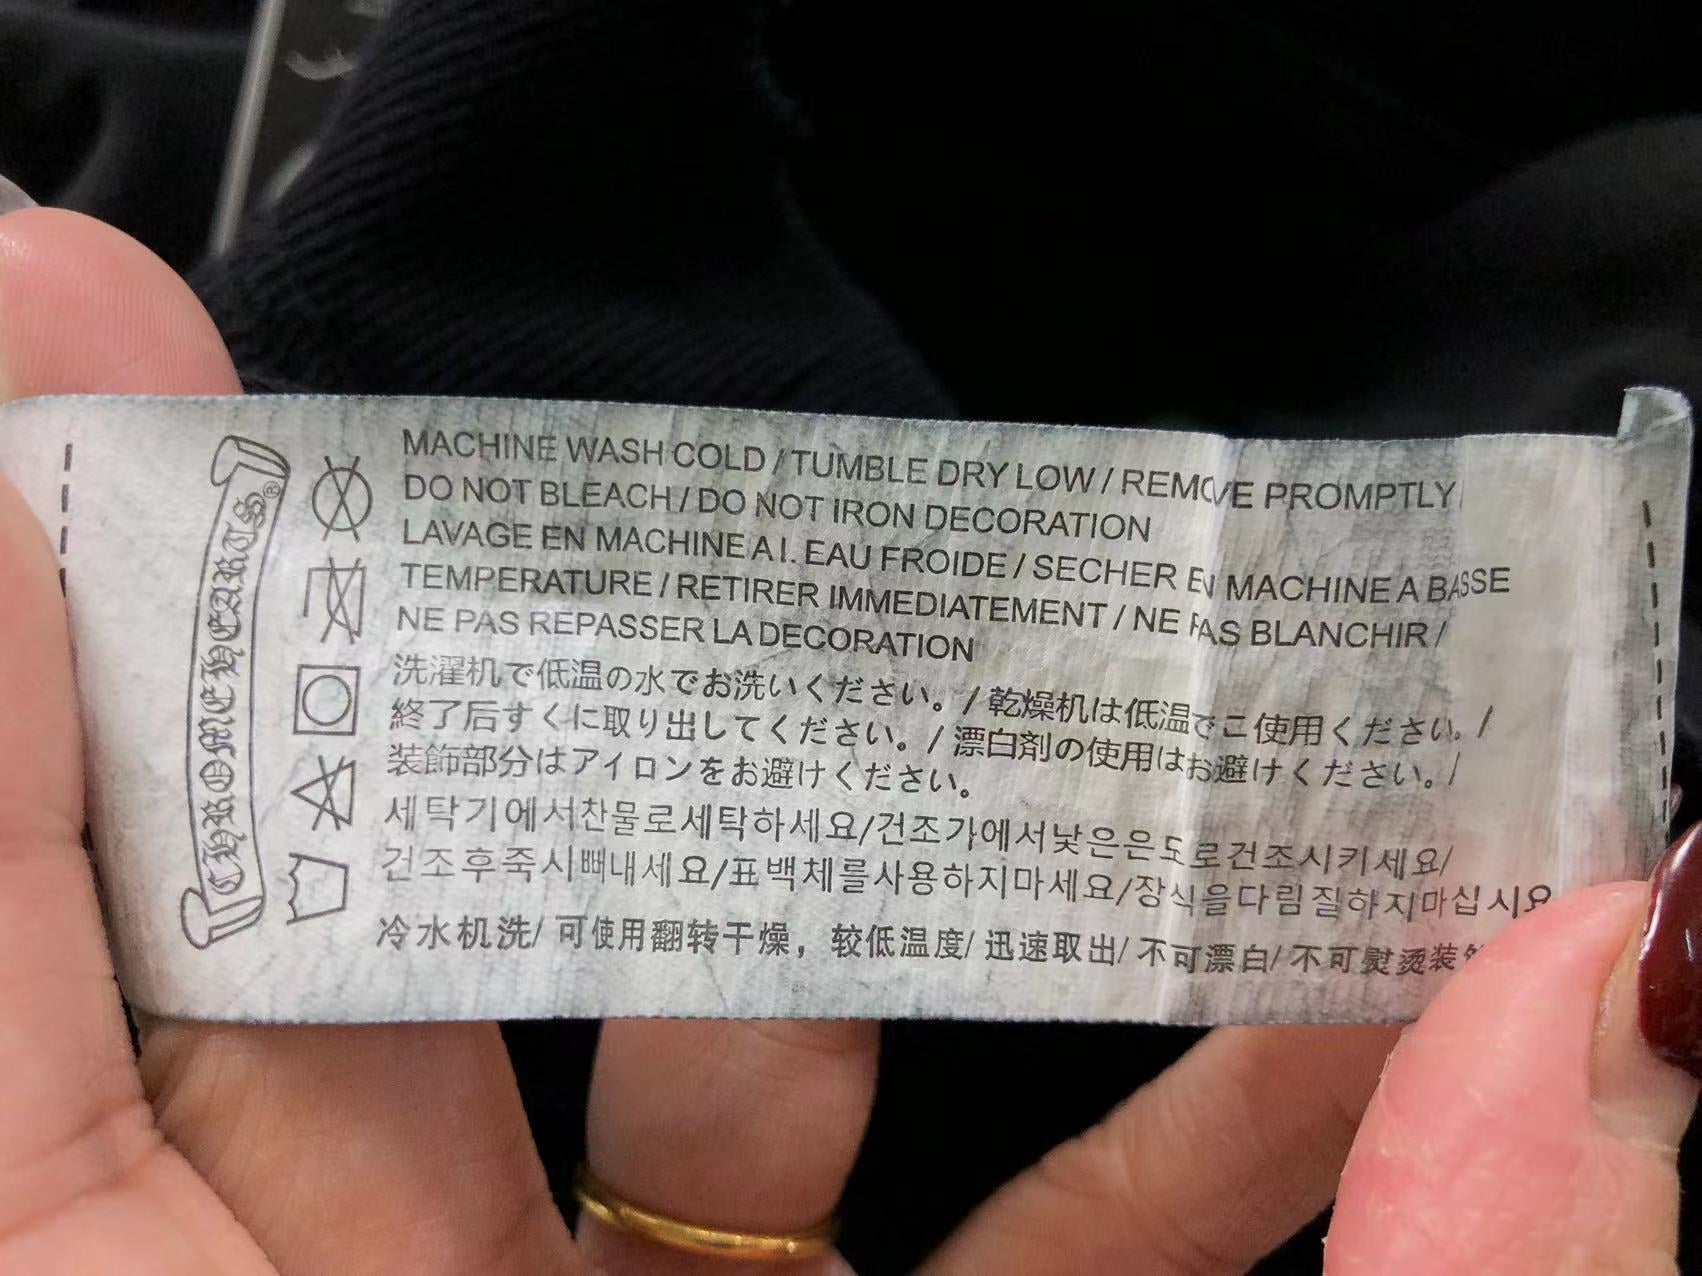 CHROME HEARTS®
MACHINE WASH COLD / TUMBLE DRY LOW / REMOVE PROMPTLY
DO NOT BLEACH / DO NOT IRON DECORATION
LAVAGE EN MACHINE A I. EAU FROIDE / SECHER EN MACHINE A BASSE
TEMPERATURE / RETIRER IMMEDIATEMENT / NE PAS BLANCHIR /
NE PAS REPASSER LA DECORATION
洗濯机で低温の水でお洗いください。/ 乾燥机は低温でご使用ください。/
終了后すくに取り出してください。/ 漂白剤の使用はお避けください。/
装飾部分はアイロンをお避けください。
세탁기에서찬물로세탁하세요/건조가에서낮은은도로건조시키세요/
건조후죽시뻬내세요/표백체를사용하지마세요/장식을다림질하지마십시요
冷水机洗/ 可使用翻转干燥，较低温度/ 迅速取出/ 不可漂白/ 不可熨烫装